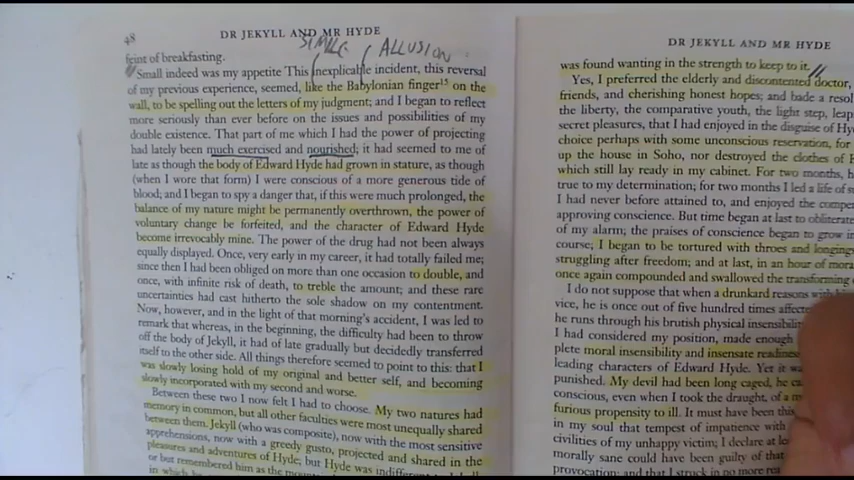 48
DR JEKYLL AND MR HYDE
SIMILE
ALLUSION
feint of breakfasting.
Small indeed was my appetite This inexplicable incident, this reversal
of my previous experience, seemed, like the Babylonian finger15 on the
wall, to be spelling out the letters of my judgment; and I began to reflect
more seriously than ever before on the issues and possibilities of my
double existence. That part of me which I had the power of projecting
had lately been much exercised and nourished; it had seemed to me of
late as though the body of Edward Hyde had grown in stature, as though
(when I wore that form) I were conscious of a more generous tide of
blood; and I began to spy a danger that, if this were much prolonged, the
balance of my nature might be permanently overthrown, the power of
voluntary change be forfeited, and the character of Edward Hyde
become irrevocably mine. The power of the drug had not been always
equally displayed. Once, very early in my career, it had totally failed me;
since then I had been obliged on more than one occasion to double, and
once, with infinite risk of death, to treble the amount; and these rare
uncertainties had cast hitherto the sole shadow on my contentment.
Now, however, and in the light of that morning's accident, I was led to
remark that whereas, in the beginning, the difficulty had been to throw
off the body of Jekyll, it had of late gradually but decidedly transferred
itself to the other side. All things therefore seemed to point to this: that I
was slowly losing hold of my original and better self, and becoming
slowly incorporated with my second and worse.
Between these two I now felt I had to choose. My two natures had
memory in common, but all other faculties were most unequally shared
between them. Jekyll (who was composite), now with the most sensitive
apprehensions, now with a greedy gusto, projected and shared in the
pleasures and adventures of Hyde; but Hyde was indifferent to
or but remembered him as the
in which he
DR JEKYLL AND MR HYDE
was found wanting in the strength to keep to it.
Yes, I preferred the elderly and discontented doctor,
friends, and cherishing honest hopes; and bade a reso
liberty, the comparative youth, the light step, leap
secret pleasures, that I had enjoyed in the disguise of Hy
choice perhaps with some unconscious reservation, for
up the house in Soho, nor destroyed the clothes of E
which still lay ready in my cabinet. For two months, h
true to my determination; for two months I led a life of s
I had never before attained to, and enjoyed the compe
approving conscience. But time began at last to obliterate
of my alarm; the praises of conscience began to grow in
course; I began to be tortured with throes and longing
struggling after freedom; and at last, in an hour of mora
once again compounded and swallowed the transforming
I do not suppose that when a drunkard reasons with
vice, he is once out of five hundred times affecte
he runs through his brutish physical insensibili
I had considered my position, made enough
plete moral insensibility and insensate readiness
leading characters of Edward Hyde. Yet it wa
punished. My devil had been long caged, he ca
conscious, even when I took the draught, of a m
furious propensity to ill. It must have been this
in my soul that tempest of impatience with
civilities of my unhappy victim; I declare at le
morally sane could have been guilty of that
provocation; and that I struck in no more rea